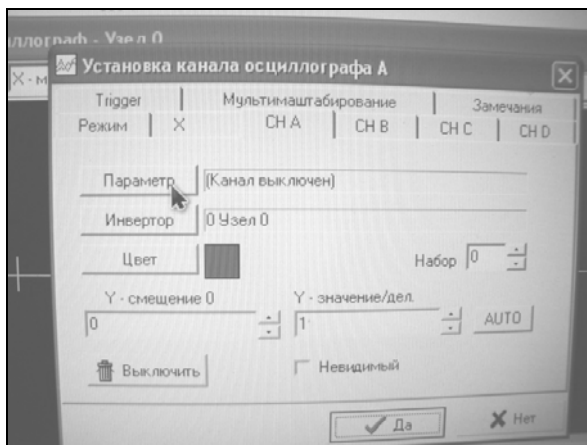 ллограф - Узел 0
X - м
Установка канала осциллографа A
Trigger Мультимаштабирование Замечания
Режим X CH A CH B CH C CH D
Параметр (Канал выключен)
Инвертор 0 Узел 0
Цвет Набор 0
Y - смещение 0 Y - значение/дел.
0 1 AUTO
Выключить Невидимый
Да Нет